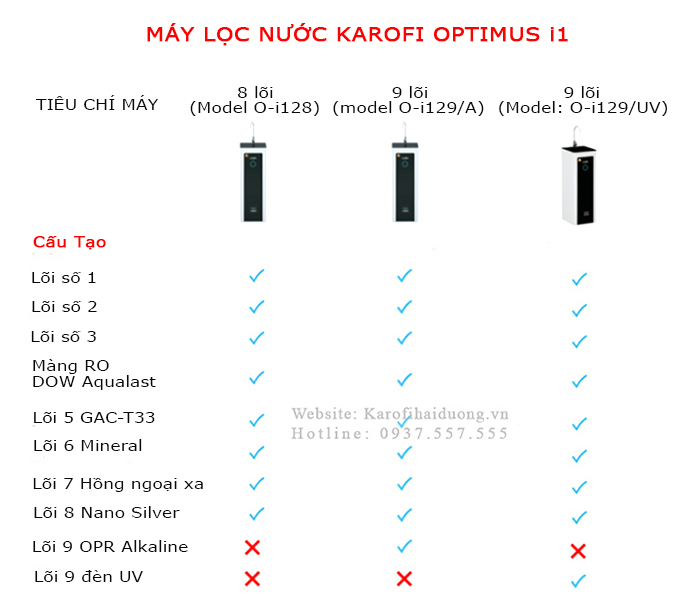 MÁY LỌC NƯỚC KAROFI OPTIMUS i1
TIÊU CHÍ MÁY
8 lõi
(Model O-i128)
9 lõi
(model O-i129/A)
9 lõi
(Model: O-i129/UV)
Cấu Tạo
Lõi số 1
Lõi số 2
Lõi số 3
Màng RO
DOW Aqualast
Lõi 5 GAC-T33
Website: Karofihaiduong.vn
Hotline: 0937.557.555
Lõi 6 Mineral
Lõi 7 Hồng ngoại xa
Lõi 8 Nano Silver
Lõi 9 OPR Alkaline
Lõi 9 đèn UV